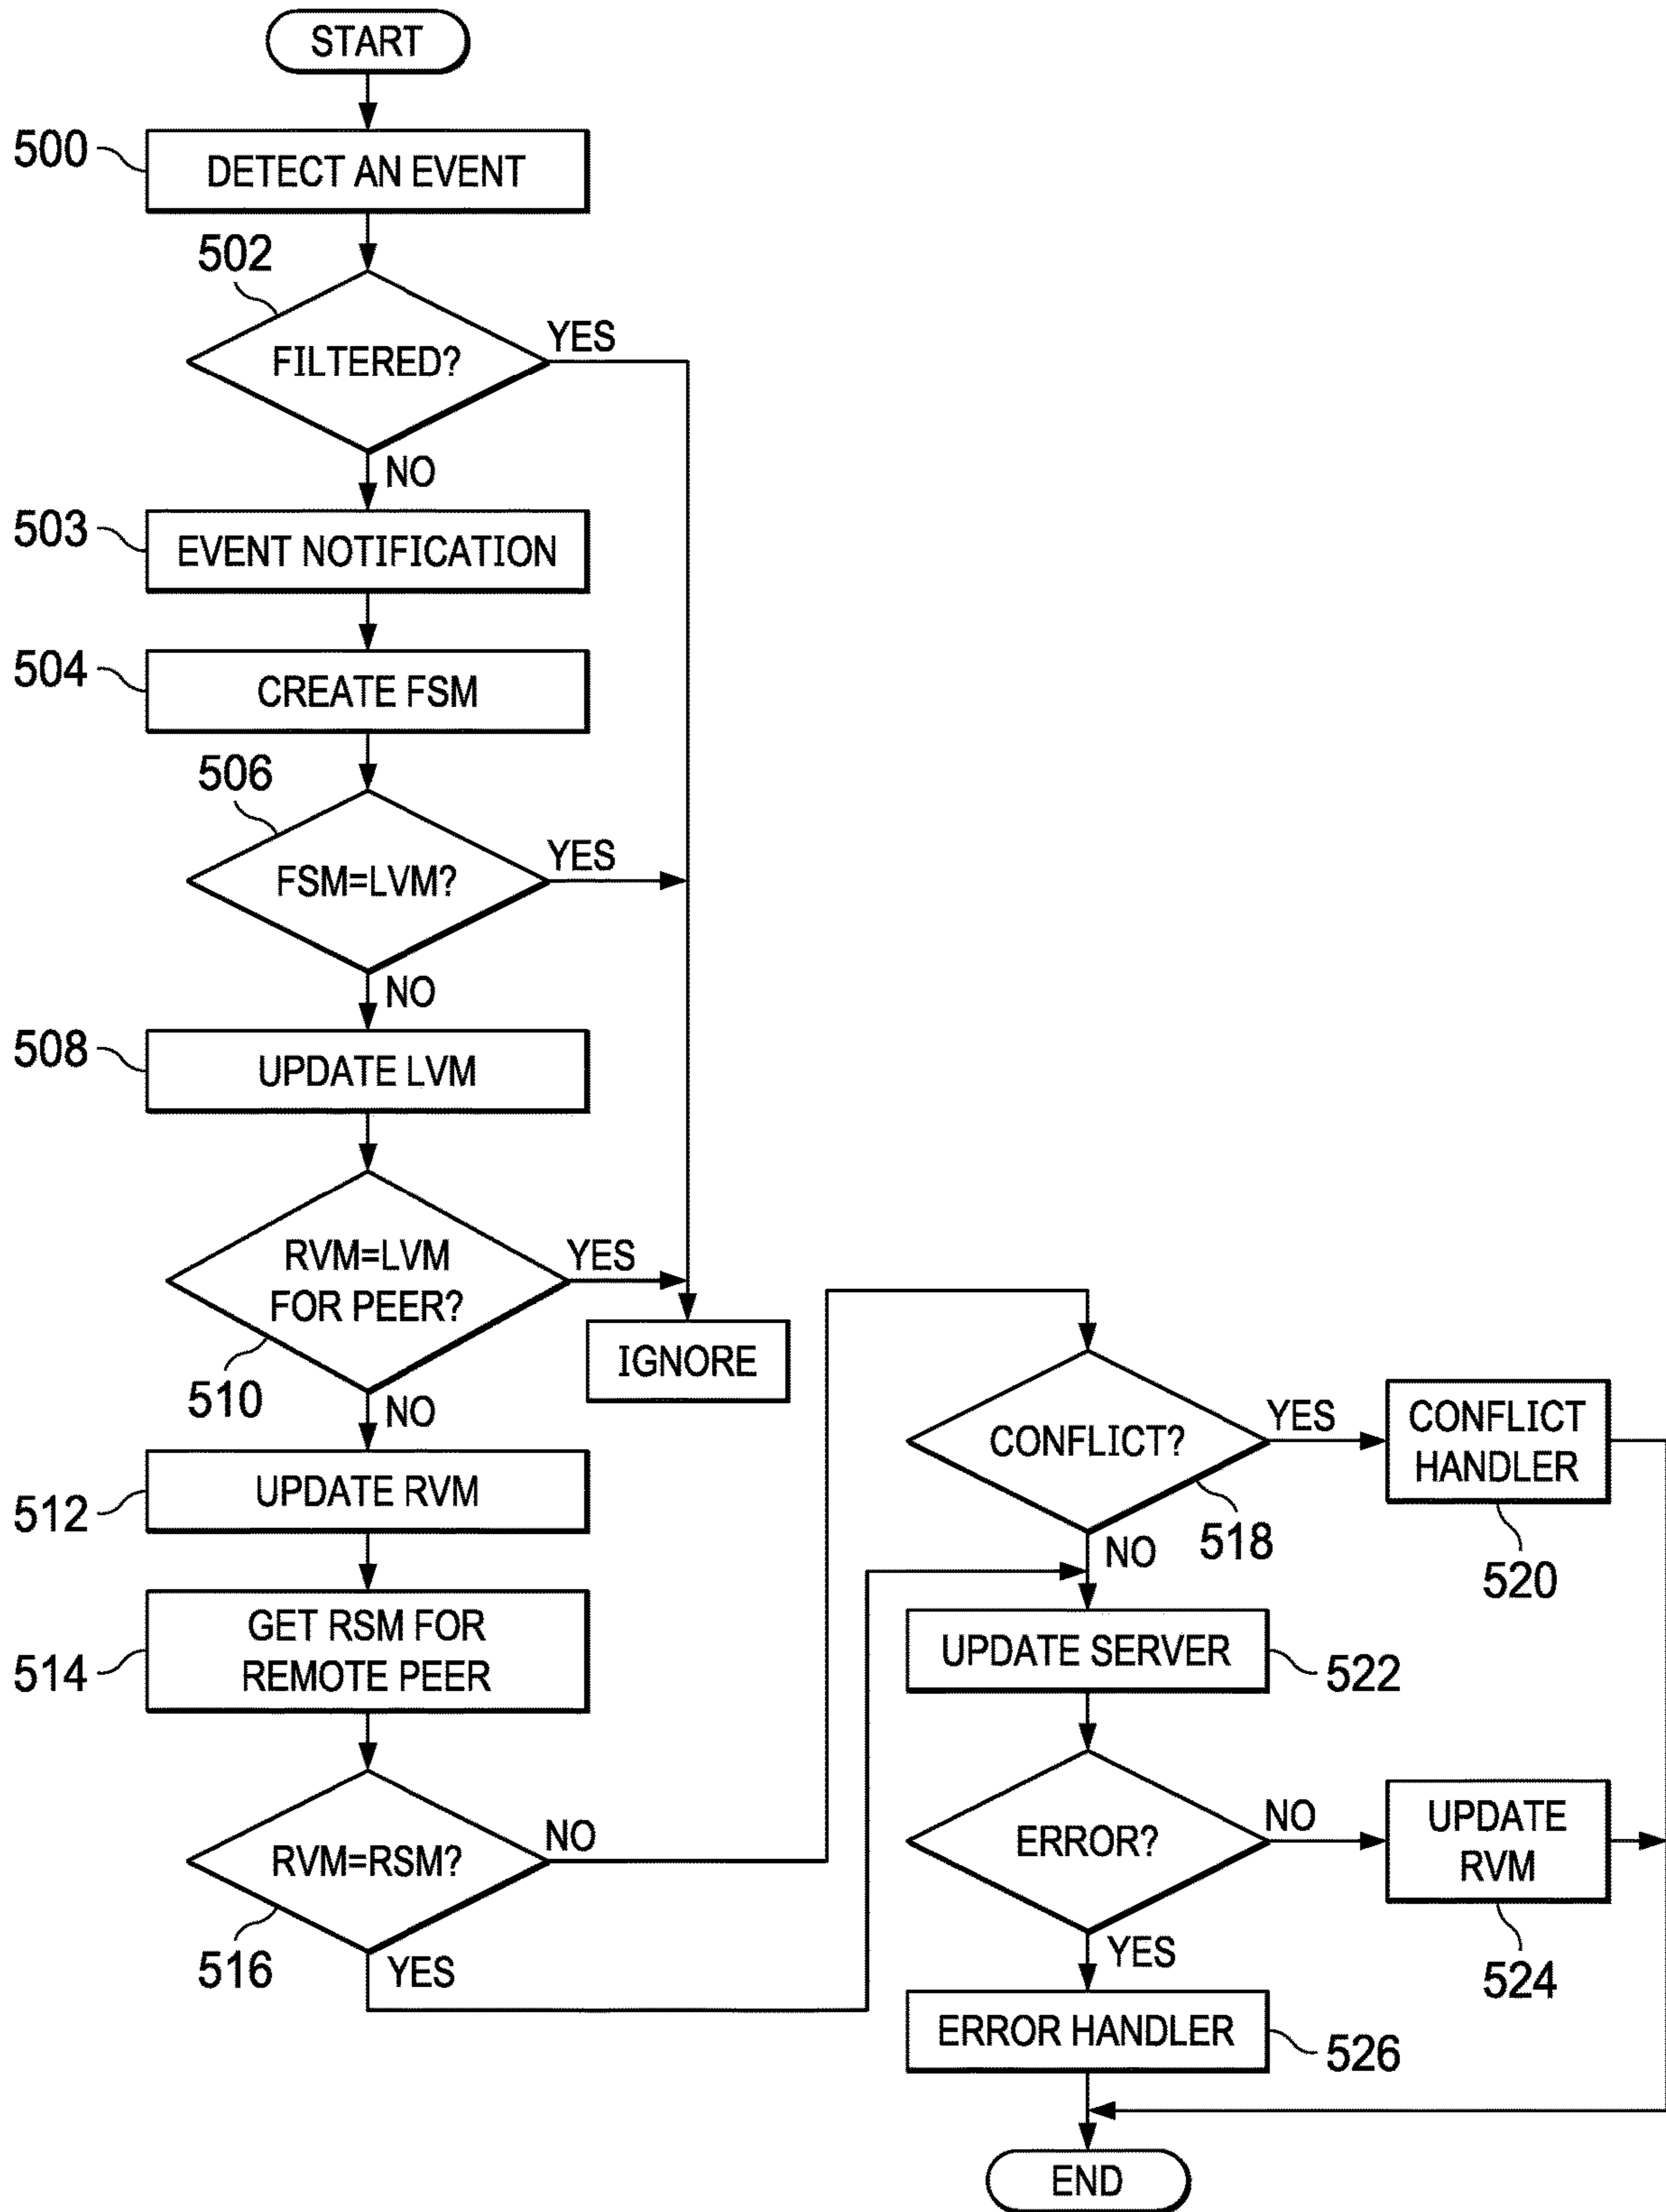 START
500
DETECT AN EVENT
502
FILTERED?
YES
NO
503
EVENT NOTIFICATION
504
CREATE FSM
506
FSM=LVM?
YES
NO
508
UPDATE LVM
RVM=LVM
FOR PEER?
YES
510
NO
IGNORE
512
UPDATE RVM
514
GET RSM FOR
REMOTE PEER
RVM=RSM?
NO
516
YES
CONFLICT?
YES
518
NO
CONFLICT
HANDLER
520
UPDATE SERVER
522
ERROR?
NO
YES
UPDATE
RVM
524
ERROR HANDLER
526
END